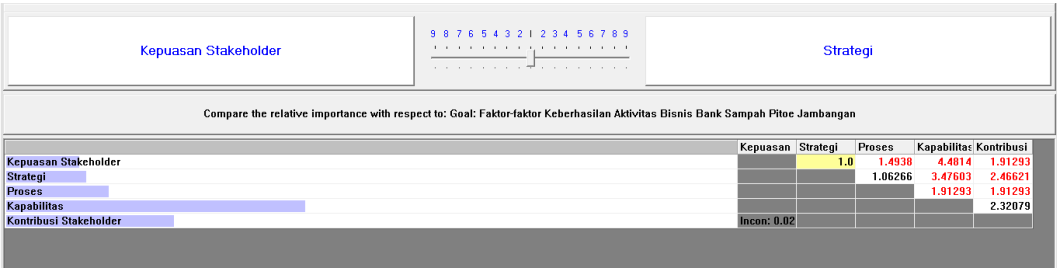 Kepuasan Stakeholder
9 8 7 6 5 4 3 2 | 2 3 4 5 6 7 8 9
Strategi
Compare the relative importance with respect to: Goal: Faktor-faktor Keberhasilan Aktivitas Bisnis Bank Sampah Pitoe Jambangan
Kepuasan Strategi Proses Kapabilitas Kontribusi
Kepuasan Stakeholder 1.0 1.4938 4.4814 1.91293
Strategi 1.06266 3.47603 2.46621
Proses 1.91293 1.91293
Kapabilitas 2.32079
Kontribusi Stakeholder Incon: 0.02